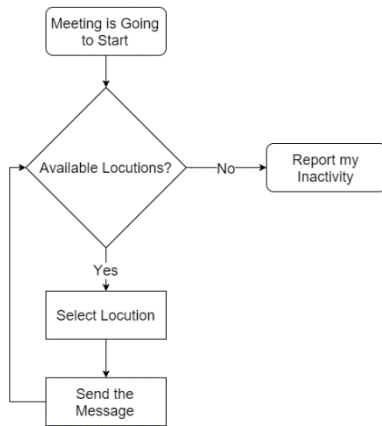 Meeting is Going
to Start
Available Locutions?
No
Report my
Inactivity
Yes
Select Locution
Send the
Message